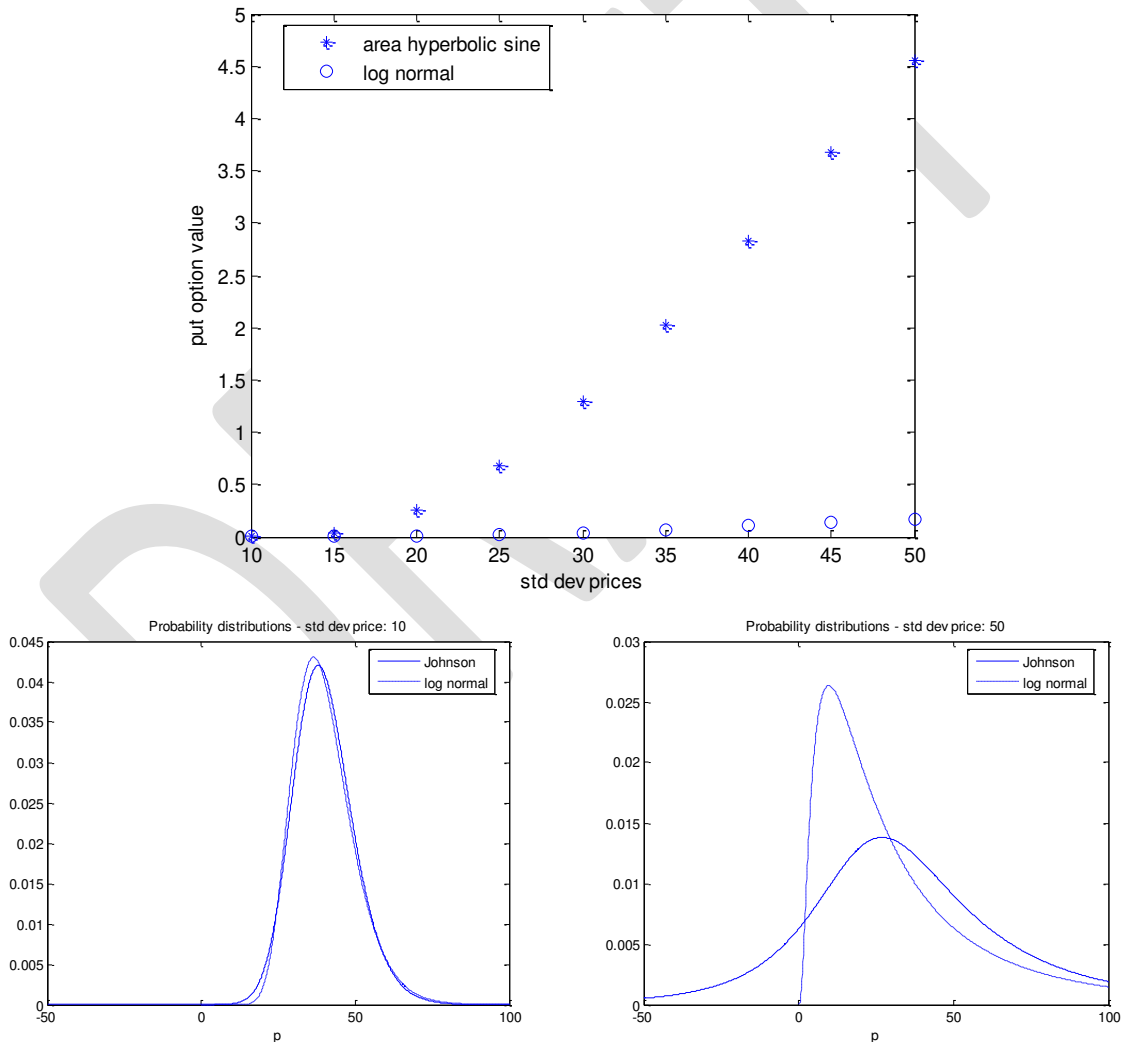 5
4.5
4
3.5
3
2.5
2
1.5
1
0.5
0
area hyperbolic sine
log normal
put option value
10 15 20 25 30 35 40 45 50
std dev prices
Probability distributions - std dev price: 10
0.045
0.04
0.035
0.03
0.025
0.02
0.015
0.01
0.005
0
Johnson
log normal
-50 0 50 100
p
Probability distributions - std dev price: 50
0.03
0.025
0.02
0.015
0.01
0.005
0
Johnson
log normal
-50 0 50 100
p